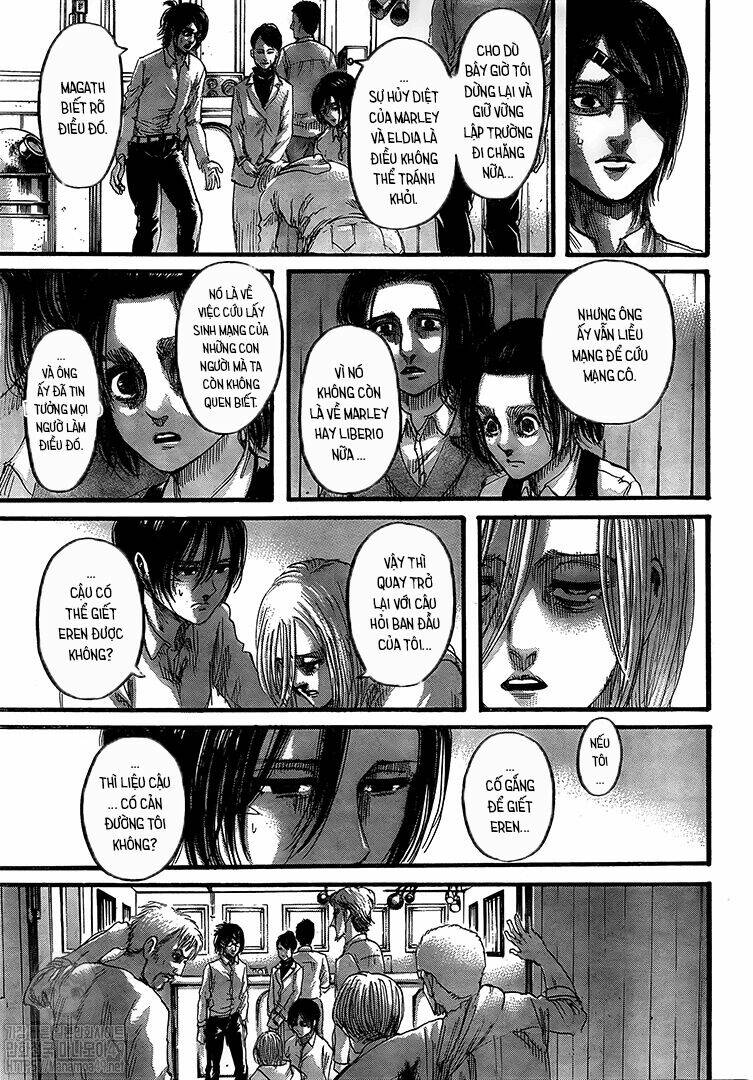 CHO DÙ
BÂY GIỜ TÔI
DỪNG LẠI VÀ
GIỮ VỮNG
LẬP TRƯỜNG
ĐI CHĂNG
NỮA...
...
SỰ HỦY DIỆT
CỦA MARLEY
VÀ ELDIA LÀ
ĐIỀU KHÔNG
THỂ TRÁNH
KHỎI.
MAGATH
BIẾT RÕ
ĐIỀU ĐÓ.
NHƯNG ÔNG
ẤY VẪN LIỀU
MẠNG ĐỂ CỨU
MẠNG CÔ.
VÌ NÓ
KHÔNG CÒN
LÀ VỀ MARLEY
HAY LIBERIO
NỮA...
NÓ LÀ VỀ
VIỆC CỨU LẤY
SINH MẠNG CỦA
NHỮNG CON
NGƯỜI MÀ TA
CÒN KHÔNG
QUEN BIẾT.
...
VÀ ÔNG
ẤY ĐÃ TIN
TƯỞNG MỌI
NGƯỜI LÀM
ĐIỀU ĐÓ.
VẬY THÌ
QUAY TRỞ
LẠI VỚI CÂU
HỎI BAN ĐẦU
CỦA TÔI...
...
CẬU CÓ
THỂ GIẾT
EREN ĐƯỢC
KHÔNG?
NẾU
TÔI
...
CỐ GẮNG
ĐỂ GIẾT
EREN...
THÌ LIỆU CẬU
... CÓ CẢN
ĐƯỜNG TÔI
KHÔNG?